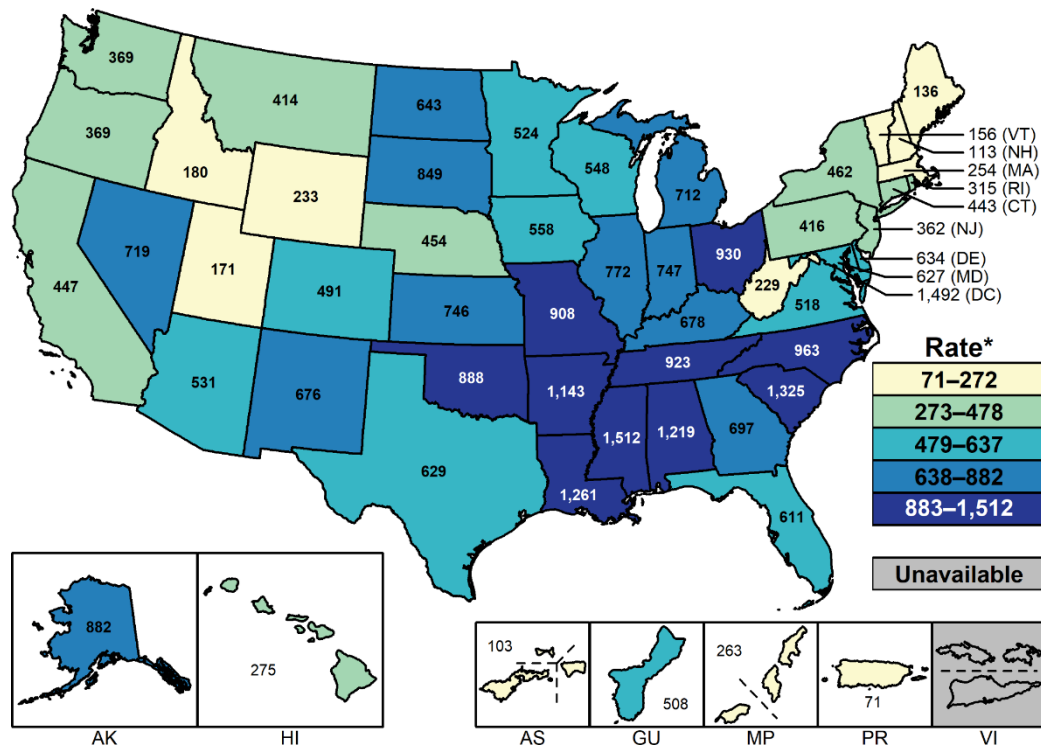 369
414
643
524
136
369
180
233
849
548
712
462
156 (VT)
113 (NH)
254 (MA)
315 (RI)
443 (CT)
362 (NJ)
719
171
454
558
416
634 (DE)
627 (MD)
1,492 (DC)
447
491
746
772
747
930
229
518
908
678
531
676
888
1,143
923
963
1,325
629
1,261
1,512
1,219
697
611
Rate*
71–272
273–478
479–637
638–882
883–1,512
Unavailable
882
275
103
508
263
71
AK
HI
AS
GU
MP
PR
VI